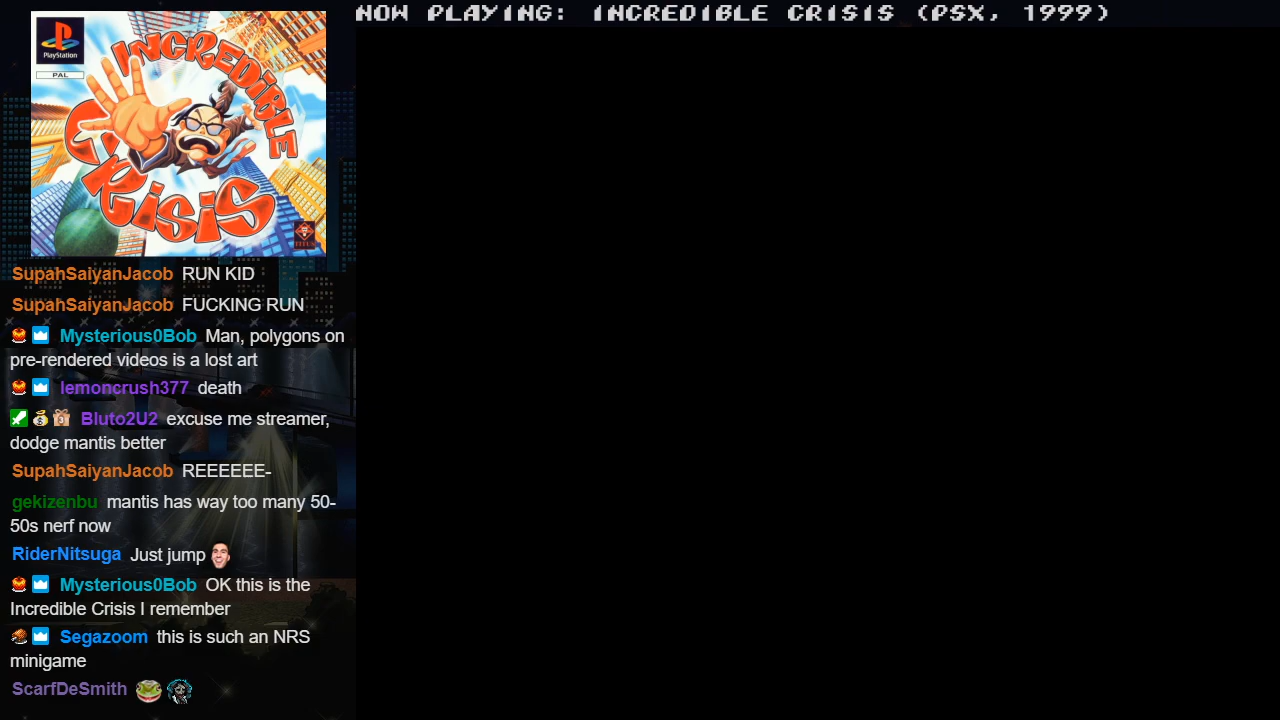 NOW PLAYING: INCREDIBLE CRISIS (PSX, 1999)
PlayStation
PAL
INCREDIBLE
CRISIS
TITUS
SupahSaiyanJacob RUN KID
SupahSaiyanJacob FUCKING RUN
Mysterious0Bob Man, polygons on
pre-rendered videos is a lost art
lemoncrush377 death
Bluto2U2 excuse me streamer,
dodge mantis better
SupahSaiyanJacob REEEEEE-
gekizenbu mantis has way too many 50-
50s nerf now
RiderNitsuga Just jump
Mysterious0Bob OK this is the
Incredible Crisis I remember
Segazoom this is such an NRS
minigame
ScarfDeSmith